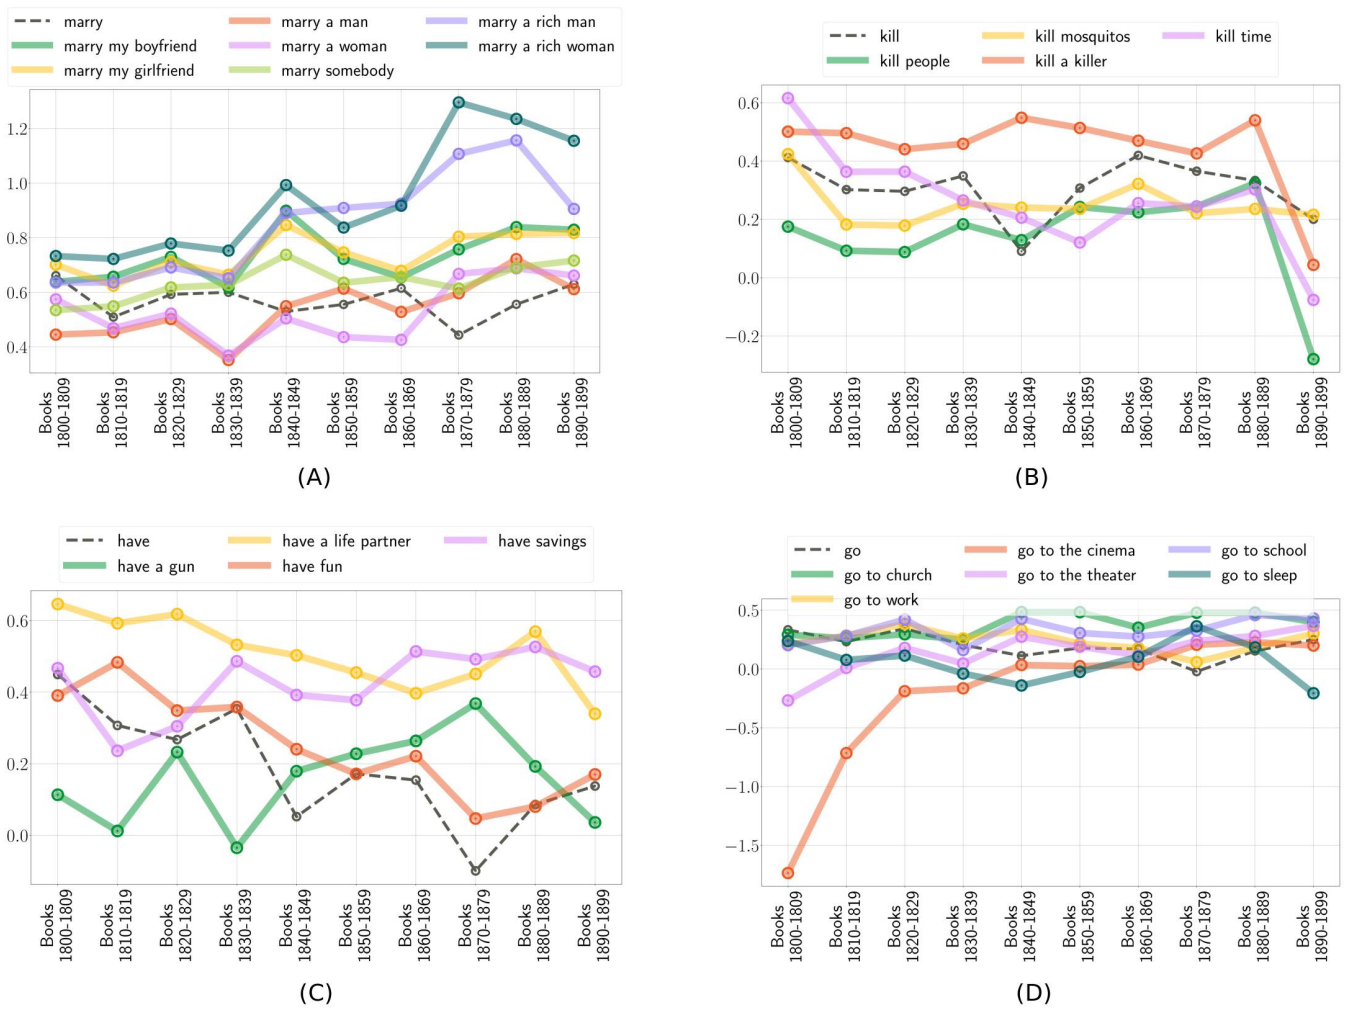 marry
marry my boyfriend
marry my girlfriend
marry a man
marry a woman
marry somebody
marry a rich man
marry a rich woman
1.2
1.0
0.8
0.6
0.4
Books 1800-1809
Books 1810-1819
Books 1820-1829
Books 1830-1839
Books 1840-1849
Books 1850-1859
Books 1860-1869
Books 1870-1879
Books 1880-1889
Books 1890-1899
(A)
kill
kill people
kill mosquitos
kill a killer
kill time
0.6
0.4
0.2
0.0
−0.2
Books 1800-1809
Books 1810-1819
Books 1820-1829
Books 1830-1839
Books 1840-1849
Books 1850-1859
Books 1860-1869
Books 1870-1879
Books 1880-1889
Books 1890-1899
(B)
have
have a gun
have a life partner
have fun
have savings
0.6
0.4
0.2
0.0
Books 1800-1809
Books 1810-1819
Books 1820-1829
Books 1830-1839
Books 1840-1849
Books 1850-1859
Books 1860-1869
Books 1870-1879
Books 1880-1889
Books 1890-1899
(C)
go
go to church
go to work
go to the cinema
go to the theater
go to school
go to sleep
0.5
0.0
−0.5
−1.0
−1.5
Books 1800-1809
Books 1810-1819
Books 1820-1829
Books 1830-1839
Books 1840-1849
Books 1850-1859
Books 1860-1869
Books 1870-1879
Books 1880-1889
Books 1890-1899
(D)